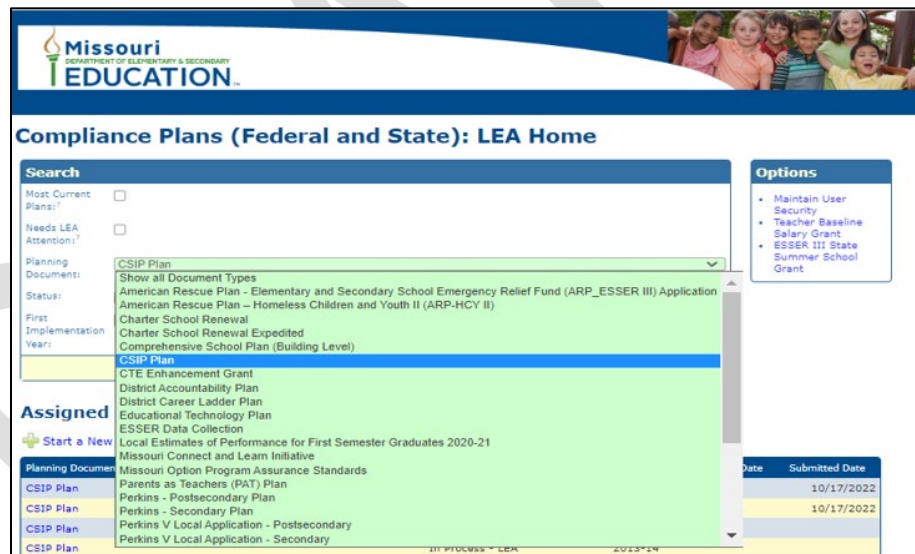 Missouri
DEPARTMENT OF ELEMENTARY & SECONDARY
EDUCATION™
Compliance Plans (Federal and State): LEA Home
Search
Most Current
Plans:?
Needs LEA
Attention:?
Planning
Document:
CSIP Plan
Status:
First
Implementation
Year:
Show all Document Types
American Rescue Plan - Elementary and Secondary School Emergency Relief Fund (ARP_ESSER III) Application
American Rescue Plan – Homeless Children and Youth II (ARP-HCY II)
Charter School Renewal
Charter School Renewal Expedited
Comprehensive School Plan (Building Level)
CSIP Plan
CTE Enhancement Grant
District Accountability Plan
District Career Ladder Plan
Educational Technology Plan
ESSER Data Collection
Local Estimates of Performance for First Semester Graduates 2020-21
Missouri Connect and Learn Initiative
Missouri Option Program Assurance Standards
Parents as Teachers (PAT) Plan
Perkins - Postsecondary Plan
Perkins - Secondary Plan
Perkins V Local Application - Postsecondary
Perkins V Local Application - Secondary
Options
• Maintain User
Security
• Teacher Baseline
Salary Grant
• ESSER III State
Summer School
Grant
Assigned
Start a New
Planning Documen
Date Submitted Date
CSIP Plan 10/17/2022
CSIP Plan 10/17/2022
CSIP Plan
CSIP Plan In Process - LEA 2013-14